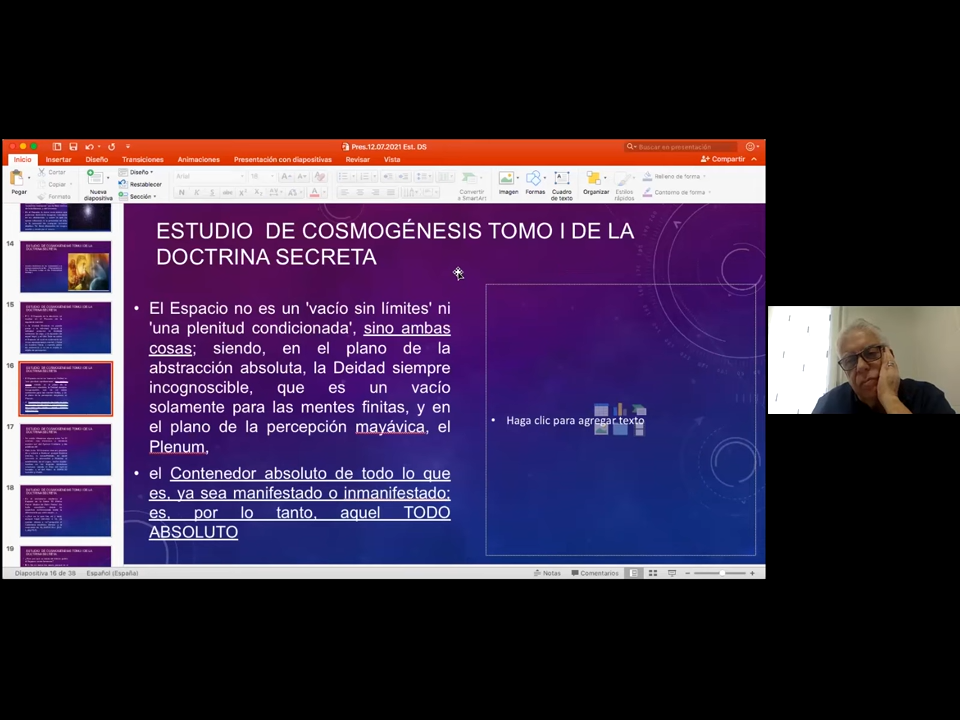 Pres.12.07.2021 Est. DS
Buscar en presentación
Inicio Insertar Diseño Transiciones Animaciones Presentación con diapositivas Revisar Vista Compartir
Pegar
Cortar
Copiar
Formato
Nueva diapositiva
Diseño
Restablecer
Sección
Arial
Convertir a SmartArt
Imagen
Formas
Cuadro de texto
Organizar
Estilos rápidos
Relleno de forma
Contorno de forma
14
15
16
17
18
19
ESTUDIO DE COSMOGÉNESIS TOMO I DE LA
DOCTRINA SECRETA
• El Espacio no es un 'vacío sin límites' ni
'una plenitud condicionada', sino ambas
cosas; siendo, en el plano de la
abstracción absoluta, la Deidad siempre
incognoscible, que es un vacío
solamente para las mentes finitas, y en
el plano de la percepción mayávica, el
Plenum,
• el Contenedor absoluto de todo lo que
es, ya sea manifestado o inmanifestado;
es, por lo tanto, aquel TODO
ABSOLUTO
• Haga clic para agregar texto
Diapositiva 16 de 38 Español (España) Notas Comentarios